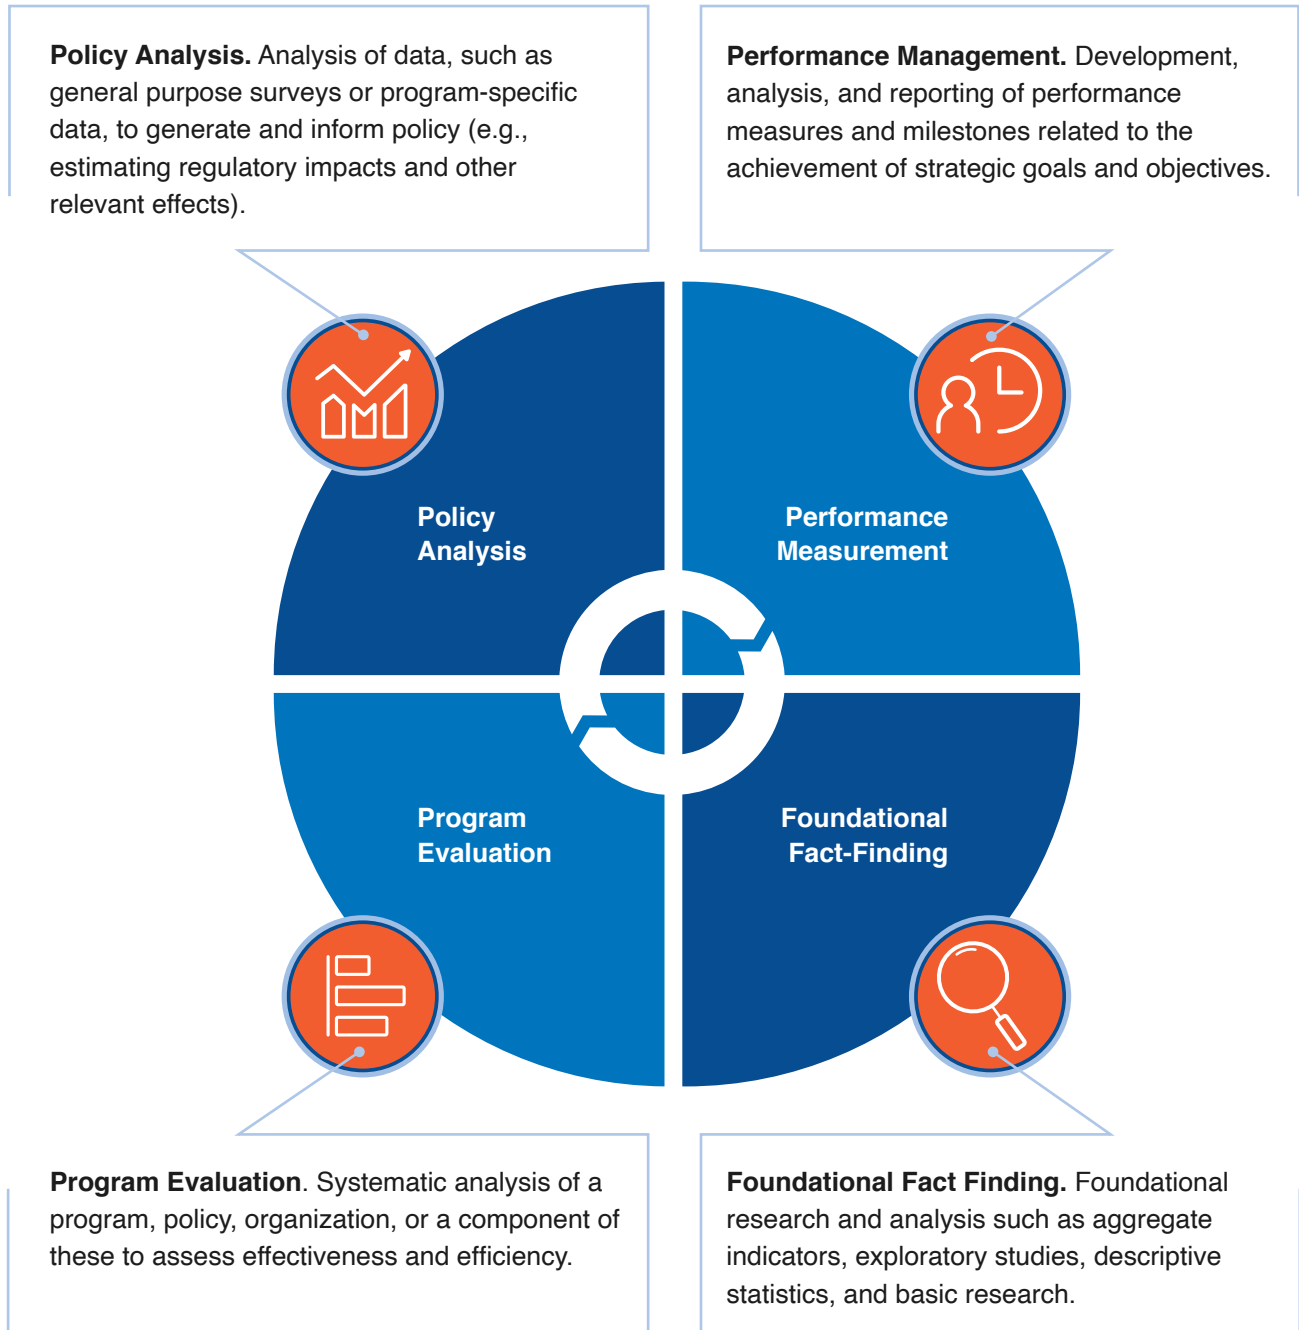 Policy Analysis. Analysis of data, such as
general purpose surveys or program-specific
data, to generate and inform policy (e.g.,
estimating regulatory impacts and other
relevant effects).
Performance Management. Development,
analysis, and reporting of performance
measures and milestones related to the
achievement of strategic goals and objectives.
Policy
Analysis
Performance
Measurement
Program
Evaluation
Foundational
Fact-Finding
Program Evaluation. Systematic analysis of a
program, policy, organization, or a component of
these to assess effectiveness and efficiency.
Foundational Fact Finding. Foundational
research and analysis such as aggregate
indicators, exploratory studies, descriptive
statistics, and basic research.